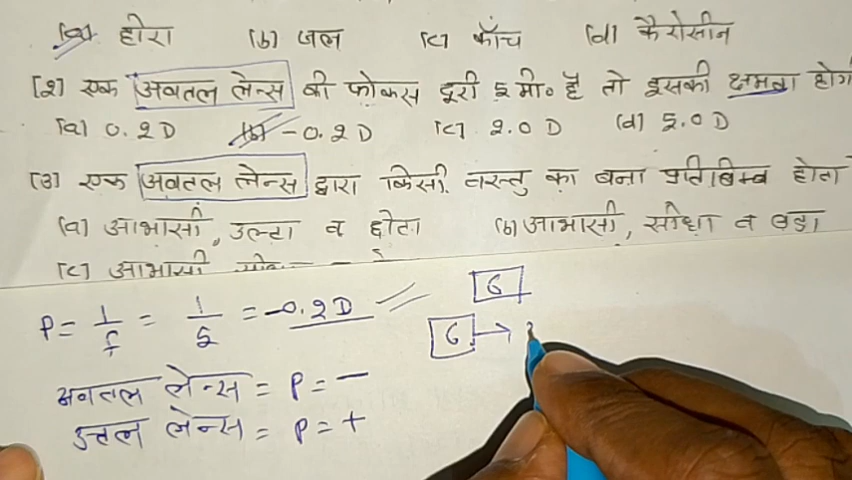 (a) हीरा (b) जल (c) काँच (d) कैरोसीन
(2) एक अवतल लेन्स की फोकस दूरी 5 मी० है तो इसकी क्षमता होग
(a) 0.2D (b) -0.2D (c) 2.0D (d) 5.0D
(3) एक अवतल लेन्स द्वारा किसी वस्तु का बना प्रतिबिम्ब होता
(a) आभासी, उल्टा व छोटा (b) आभासी, सीधा व बड़ा
(c) आभासी
P = 1/f = 1/5 = -0.2D
अवतल लेन्स = P = -
उत्तल लेन्स = P = +
G
G →